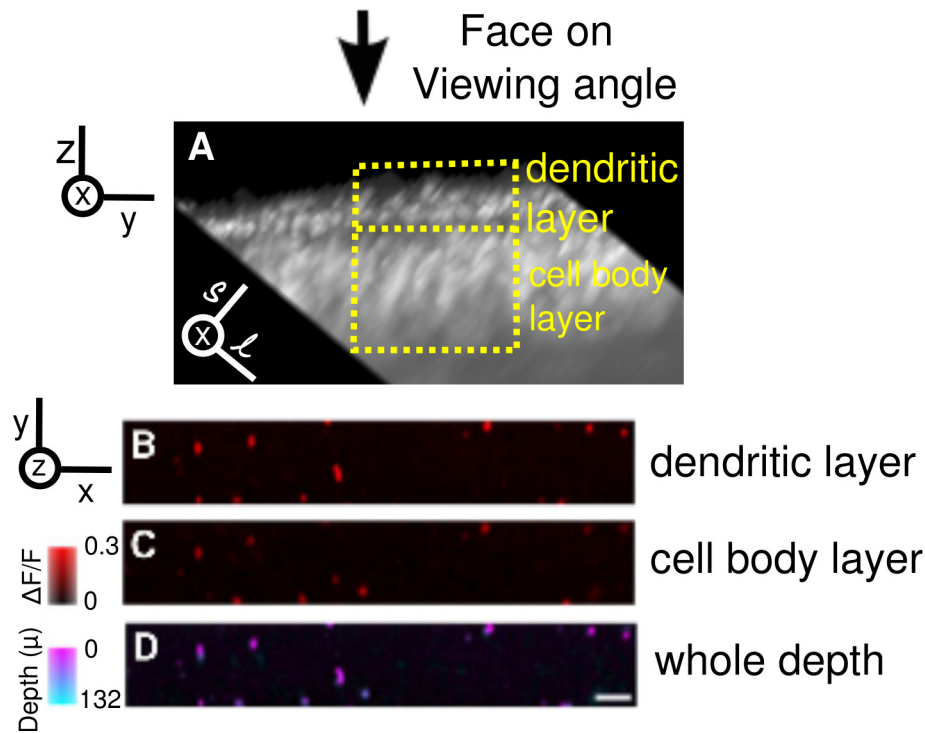 Face on
Viewing angle
A
z
x
y
dendritic
layer
cell body
layer
s
x
ℓ
y
z
x
B
dendritic layer
ΔF/F
0.3
0
C
cell body layer
Depth (μ)
0
132
D
whole depth